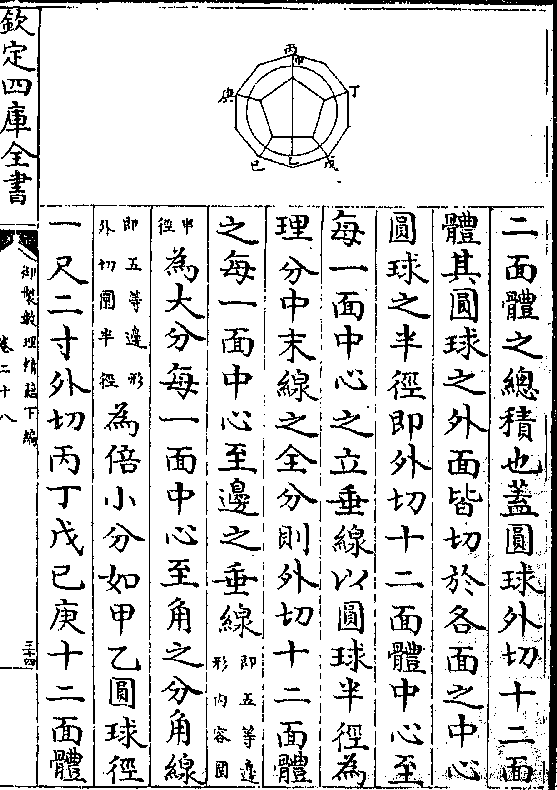 二面體之總積也蓋圓球外切十二面
體其圓球之外面皆切於各面之中心
圓球之半徑即外切十二面體中心至
每一面中心之立垂線以圓球半徑為
理分中末線之全分則外切十二面體
之每一面中心至邊之垂線即五等邊形內容圓
半徑為大分每一面中心至角之分角線
即五等邊形外切圜半徑為倍小分如甲乙圓球徑
一尺二寸外切丙丁戊己庚十二面體
欽定四庫全書
御製數理精蘊下編
卷二十八
三十四
丙
甲
丁
庚
乙
己
戊